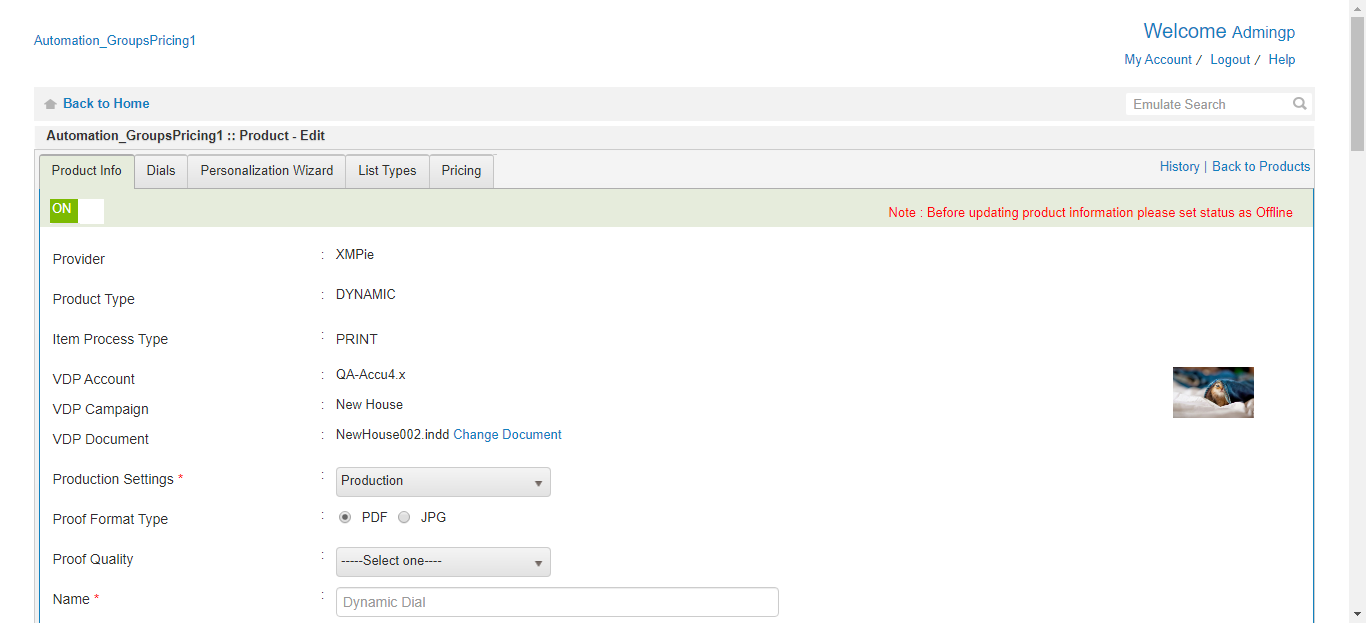 Automation_GroupsPricing1
Welcome Admingp
My Account / Logout / Help
Back to Home
Emulate Search
Automation_GroupsPricing1 :: Product - Edit
Product Info Dials Personalization Wizard List Types Pricing
History | Back to Products
ON
Note : Before updating product information please set status as Offline
Provider : XMPie
Product Type : DYNAMIC
Item Process Type : PRINT
VDP Account : QA-Accu4.x
VDP Campaign : New House
VDP Document : NewHouse002.indd Change Document
Production Settings * : Production
Proof Format Type : PDF JPG
Proof Quality : -----Select one----
Name * : Dynamic Dial